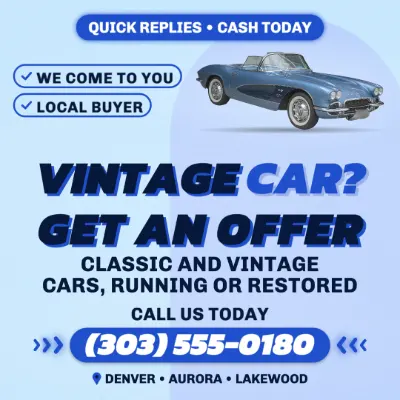 QUICK REPLIES • CASH TODAY
WE COME TO YOU
LOCAL BUYER
VINTAGE CAR?
GET AN OFFER
CLASSIC AND VINTAGE
CARS, RUNNING OR RESTORED
CALL US TODAY
(303) 555-0180
DENVER • AURORA • LAKEWOOD